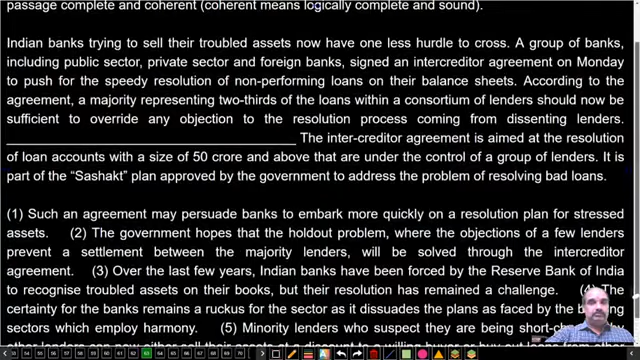 passage complete and coherent (coherent means logically complete and sound).
Indian banks trying to sell their troubled assets now have one less hurdle to cross. A group of banks,
including public sector, private sector and foreign banks, signed an intercreditor agreement on Monday
to push for the speedy resolution of non-performing loans on their balance sheets. According to the
agreement, a majority representing two-thirds of the loans within a consortium of lenders should now be
sufficient to override any objection to the resolution process coming from dissenting lenders.
______________________________ The inter-creditor agreement is aimed at the resolution
of loan accounts with a size of 50 crore and above that are under the control of a group of lenders. It is
part of the “Sashakt” plan approved by the government to address the problem of resolving bad loans.
(1) Such an agreement may persuade banks to embark more quickly on a resolution plan for stressed
assets. (2) The government hopes that the holdout problem, where the objections of a few lenders
prevent a settlement between the majority lenders, will be solved through the intercreditor
agreement. (3) Over the last few years, Indian banks have been forced by the Reserve Bank of India
to recognise troubled assets on their books, but their resolution has remained a challenge. (4) The
certainty for the banks remains a ruckus for the sector as it dissuades the plans as faced by the
sectors which employ harmony. (5) Minority lenders who suspect they are being